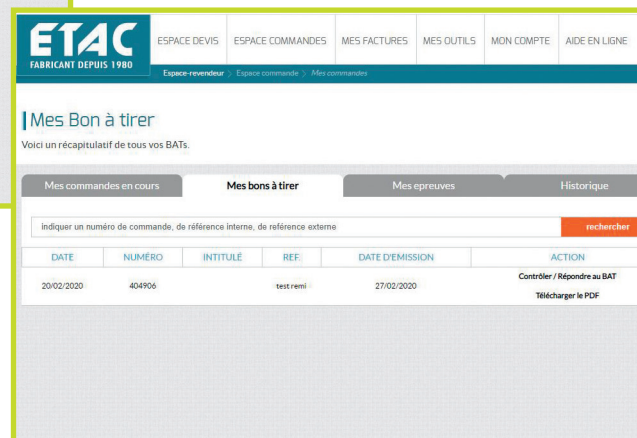 ETAC
FABRICANT DEPUIS 1980
ESPACE DEVIS ESPACE COMMANDES MES FACTURES MES OUTILS MON COMPTE AIDE EN LIGNE
Espace-revendeur > Espace commande > Mes commandes
Mes Bon à tirer
Voici un récapitulatif de tous vos BATs.
Mes commandes en cours Mes bons à tirer Mes epreuves Historique
indiquer un numéro de commande, de référence interne, de reférence externe rechercher
DATE NUMÉRO INTITULÉ REF. DATE D'EMISSION ACTION
20/02/2020 404906 test remi 27/02/2020 Contrôler / Répondre au BAT
Télécharger le PDF